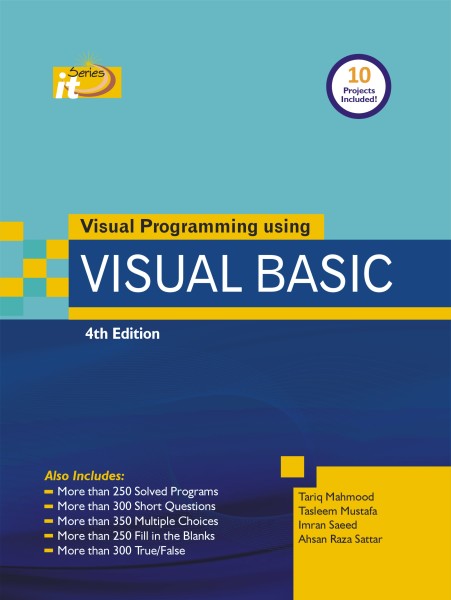 Series
it
10
Projects
Included!
Visual Programming using
VISUAL BASIC
4th Edition
Also Includes:
More than 250 Solved Programs
More than 300 Short Questions
More than 350 Multiple Choices
More than 250 Fill in the Blanks
More than 300 True/False
Tariq Mahmood
Tasleem Mustafa
Imran Saeed
Ahsan Raza Sattar